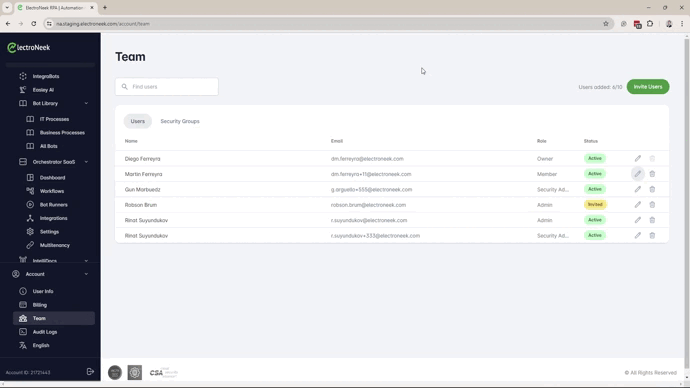 ElectroNeek RPA | Automation
ria.staging.electroneek.com/account/team
lectroNeek
IntegroBots
Easley AI
Bot Library
IT Processes
Business Processes
All Bots
Orchestrator SaaS
Dashboard
Workflows
Bot Runners
Integrations
Settings
Multitenancy
IntelliDocs
Account
User Info
Billing
Team
Audit Logs
English
Account ID: 21721443
Team
Find users
Users added: 6/10
Invite Users
Users
Security Groups
Name Email Role Status
Diego Ferreyra dm.ferreyra@electroneek.com Owner Active
Martin Ferreyra dm.ferreyra+11@electroneek.com Member Active
Gun Morbuedz g.arguello+555@electroneek.com Security Ad... Active
Robson Brum robson.brum@electroneek.com Admin Invited
Rinat Suyundukov r.suyundukov@electroneek.com Admin Active
Rinat Suyundukov r.suyundukov+333@electroneek.com Security Ad... Active
CSA
© All Rights Reserved